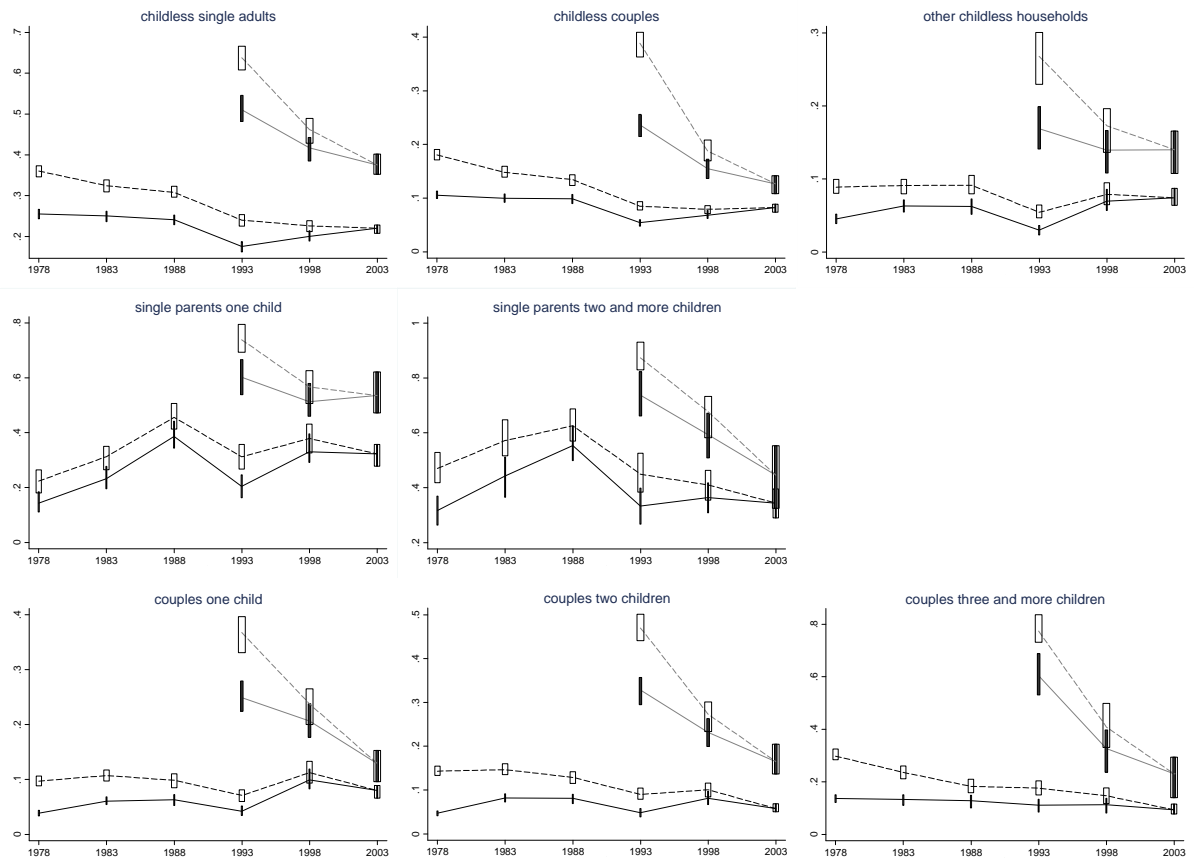 childless single adults
.7
.6
.5
.4
.3
.2
1978 1983 1988 1993 1998 2003
childless couples
.4
.3
.2
.1
0
1978 1983 1988 1993 1998 2003
other childless households
.3
.2
.1
0
1978 1983 1988 1993 1998 2003
single parents one child
.8
.6
.4
.2
0
1978 1983 1988 1993 1998 2003
single parents two and more children
1
.8
.6
.4
.2
1978 1983 1988 1993 1998 2003
couples one child
.4
.3
.2
.1
0
1978 1983 1988 1993 1998 2003
couples two children
.5
.4
.3
.2
.1
0
1978 1983 1988 1993 1998 2003
couples three and more children
.8
.6
.4
.2
0
1978 1983 1988 1993 1998 2003